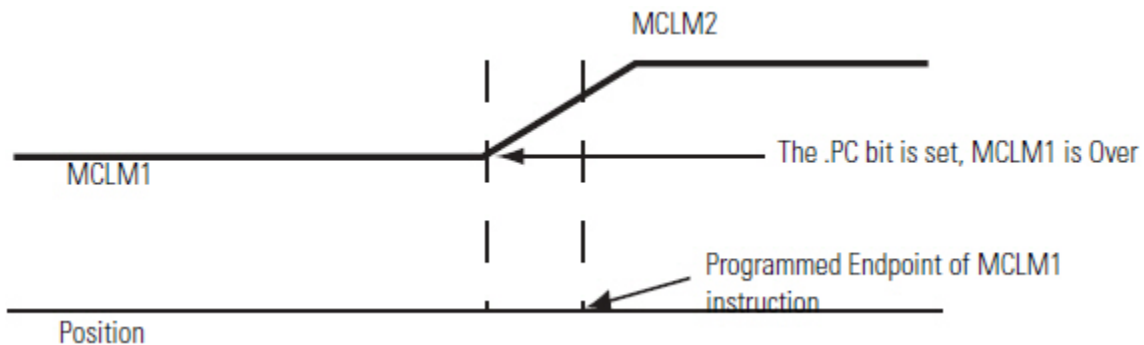 MCLM2
The .PC bit is set, MCLM1 is Over
MCLM1
Programmed Endpoint of MCLM1
instruction
Position